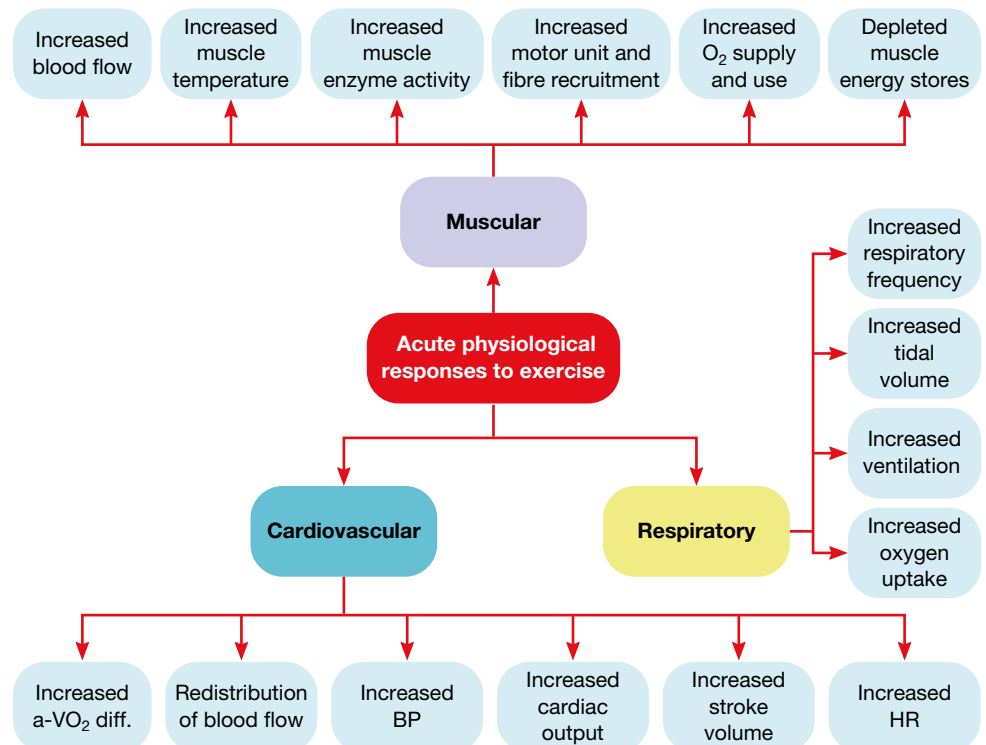 Increased
blood flow
Increased
muscle
temperature
Increased
muscle
enzyme activity
Increased
motor unit and
fibre recruitment
Increased
O₂ supply
and use
Depleted
muscle
energy stores
Muscular
Increased
respiratory
frequency
Acute physiological
responses to exercise
Increased
tidal
volume
Increased
ventilation
Cardiovascular
Respiratory
Increased
oxygen
uptake
Increased
a-VO₂ diff.
Redistribution
of blood flow
Increased
BP
Increased
cardiac
output
Increased
stroke
volume
Increased
HR